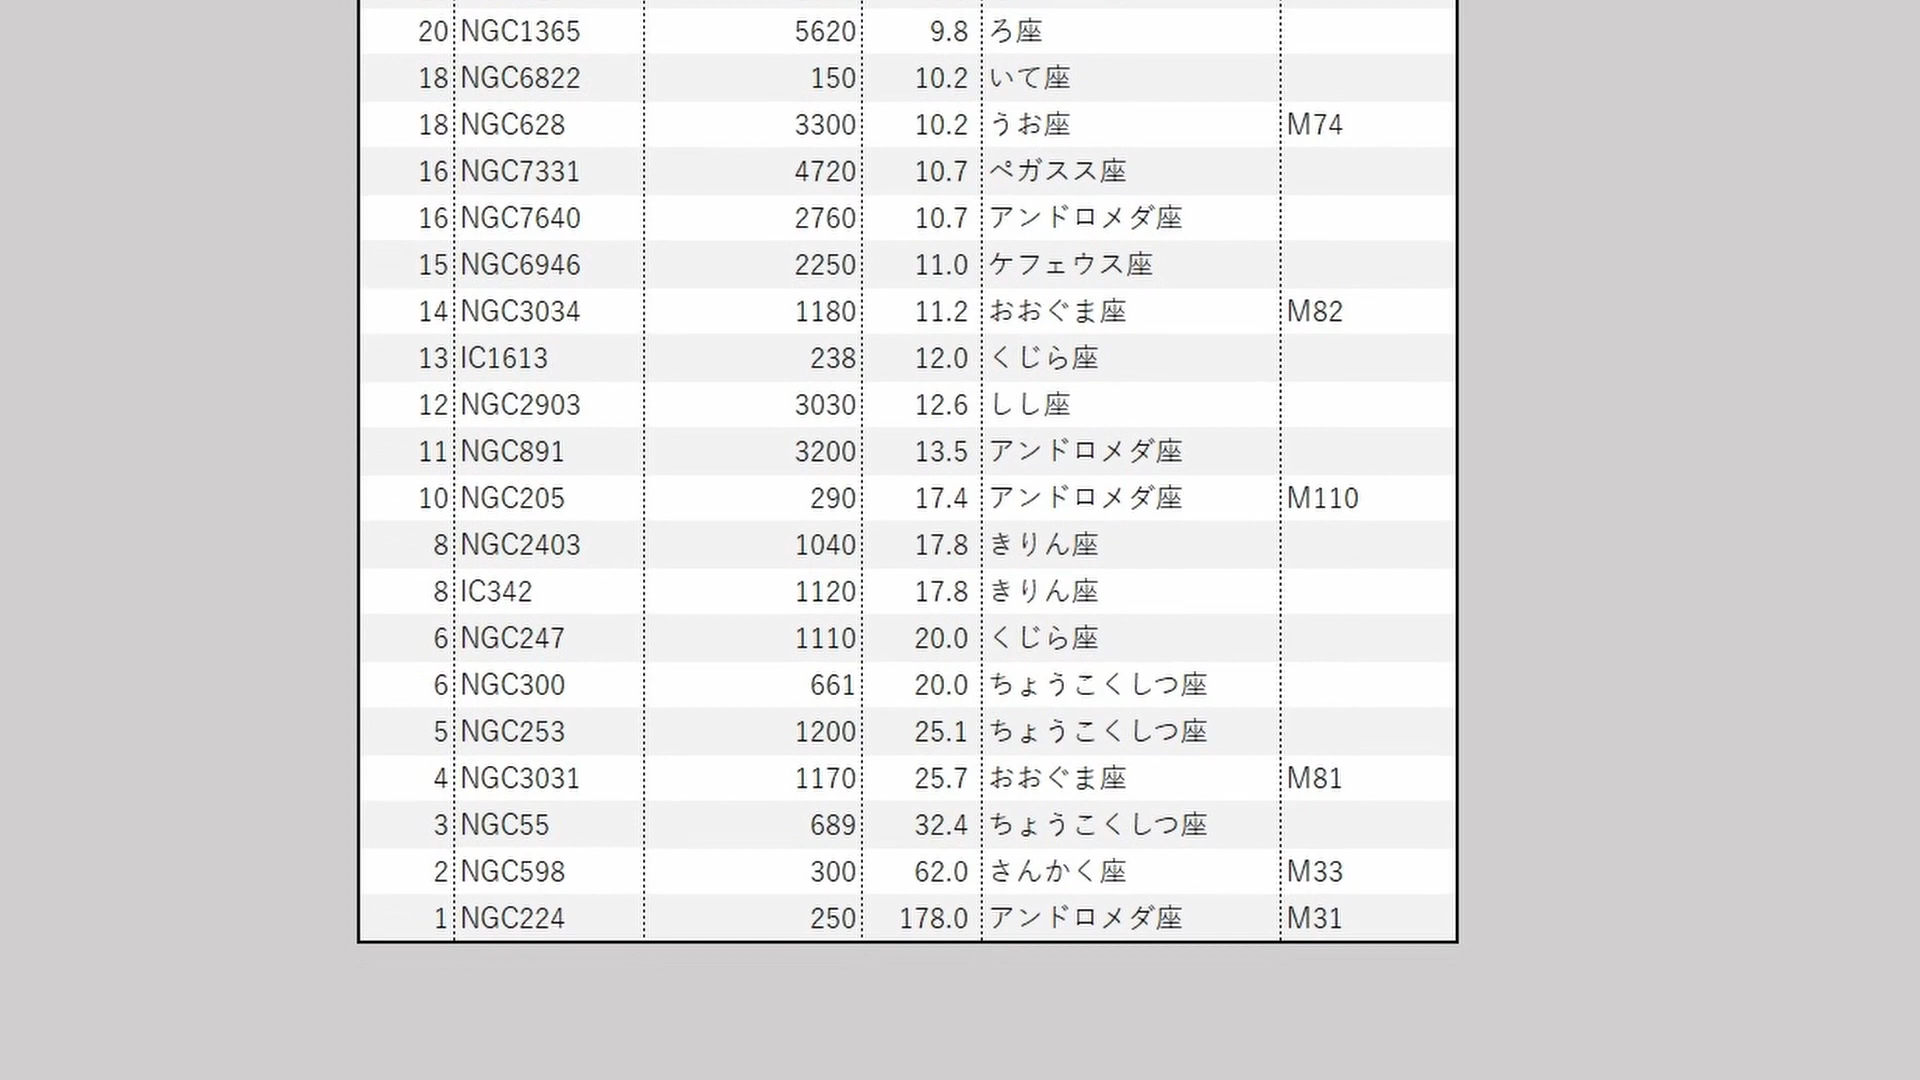 20 NGC1365 5620 9.8 ろ座
18 NGC6822 150 10.2 いて座
18 NGC628 3300 10.2 うお座 M74
16 NGC7331 4720 10.7 ペガスス座
16 NGC7640 2760 10.7 アンドロメダ座
15 NGC6946 2250 11.0 ケフェウス座
14 NGC3034 1180 11.2 おおぐま座 M82
13 IC1613 238 12.0 くじら座
12 NGC2903 3030 12.6 しし座
11 NGC891 3200 13.5 アンドロメダ座
10 NGC205 290 17.4 アンドロメダ座 M110
8 NGC2403 1040 17.8 きりん座
8 IC342 1120 17.8 きりん座
6 NGC247 1110 20.0 くじら座
6 NGC300 661 20.0 ちょうこくしつ座
5 NGC253 1200 25.1 ちょうこくしつ座
4 NGC3031 1170 25.7 おおぐま座 M81
3 NGC55 689 32.4 ちょうこくしつ座
2 NGC598 300 62.0 さんかく座 M33
1 NGC224 250 178.0 アンドロメダ座 M31